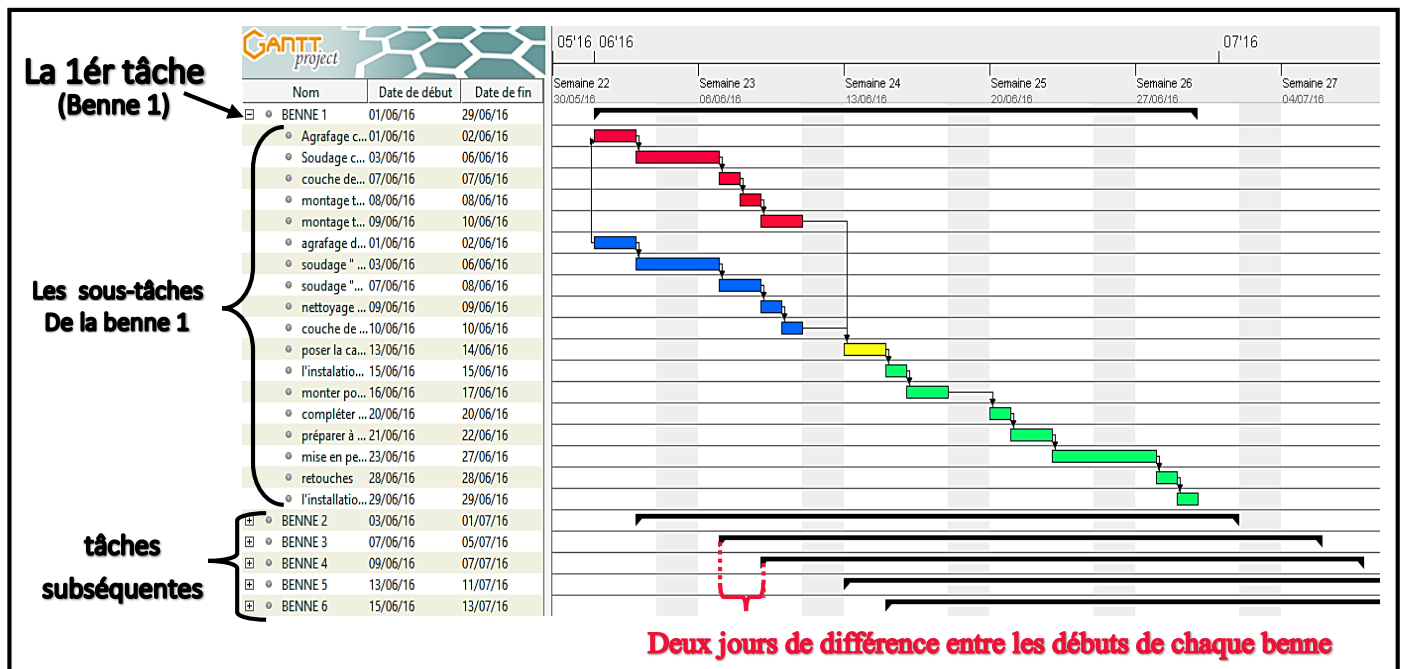 GANTT
project
05'16 06'16 07'16
Semaine 22 Semaine 23 Semaine 24 Semaine 25 Semaine 26 Semaine 27
30/05/16 06/06/16 13/06/16 20/06/16 27/06/16 04/07/16
Nom Date de début Date de fin
La 1ér tâche
(Benne 1)
BENNE 1 01/06/16 29/06/16
Agrafage c... 01/06/16 02/06/16
Soudage c... 03/06/16 06/06/16
couche de... 07/06/16 07/06/16
montage t... 08/06/16 08/06/16
montage t... 09/06/16 10/06/16
agrafage d... 01/06/16 02/06/16
soudage " ... 03/06/16 06/06/16
soudage "... 07/06/16 08/06/16
nettoyage ... 09/06/16 09/06/16
couche de ... 10/06/16 10/06/16
poser la ca... 13/06/16 14/06/16
l'instalatio... 15/06/16 15/06/16
monter po... 16/06/16 17/06/16
compléter ... 20/06/16 20/06/16
préparer à ... 21/06/16 22/06/16
mise en pe... 23/06/16 27/06/16
retouches 28/06/16 28/06/16
l'installatio... 29/06/16 29/06/16
Les sous-tâches
De la benne 1
BENNE 2 03/06/16 01/07/16
BENNE 3 07/06/16 05/07/16
BENNE 4 09/06/16 07/07/16
BENNE 5 13/06/16 11/07/16
BENNE 6 15/06/16 13/07/16
tâches
subséquentes
Deux jours de différence entre les débuts de chaque benne